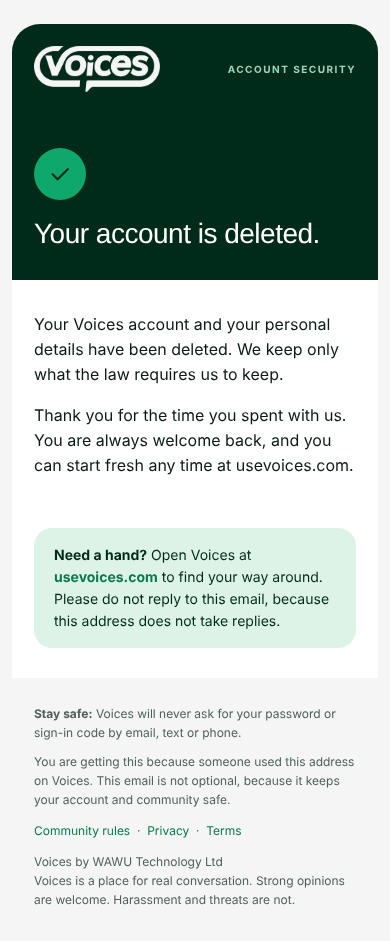 Voices
ACCOUNT SECURITY
Your account is deleted.
Your Voices account and your personal
details have been deleted. We keep only
what the law requires us to keep.
Thank you for the time you spent with us.
You are always welcome back, and you
can start fresh any time at usevoices.com.
Need a hand? Open Voices at
usevoices.com to find your way around.
Please do not reply to this email, because
this address does not take replies.
Stay safe: Voices will never ask for your password or
sign-in code by email, text or phone.
You are getting this because someone used this address
on Voices. This email is not optional, because it keeps
your account and community safe.
Community rules · Privacy · Terms
Voices by WAWU Technology Ltd
Voices is a place for real conversation. Strong opinions
are welcome. Harassment and threats are not.